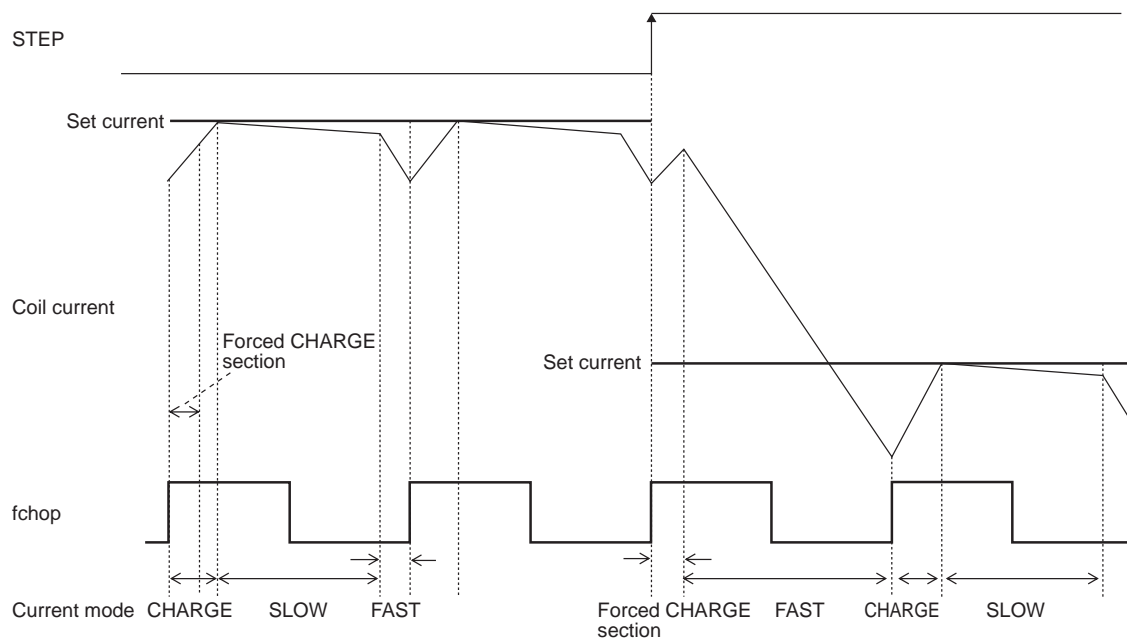 STEP
Set current
Coil current
Forced CHARGE
section
Set current
fchop
Current mode CHARGE SLOW FAST Forced CHARGE FAST CHARGE SLOW
section